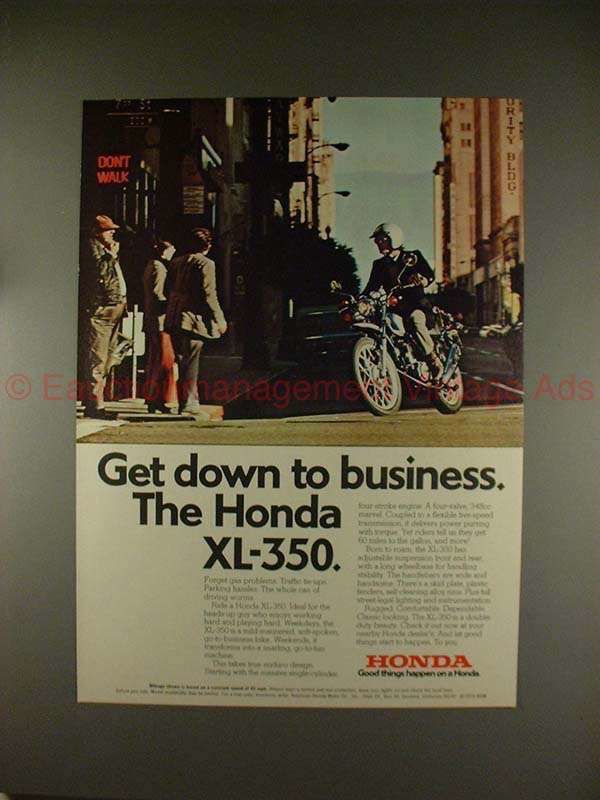 DON'T
WALK
ORITY BLDG.
© Eauctionmanagement Vintage Ads
Get down to business.
The Honda
XL-350.
Forget gas problems. Traffic tie-ups.
Parking hassles. The whole can of
driving worms.
Ride a Honda XL-350. Ideal for the
heads-up guy who enjoys working
hard and playing hard. Weekdays, the
XL-350 is a mild-mannered, soft-spoken,
go-to-business bike. Weekends, it
transforms into a snarling, go-to-fun
machine.
This takes true enduro design.
Starting with the massive single-cylinder,
four-stroke engine. A four-valve, 348cc
marvel. Coupled to a flexible five-speed
transmission, it delivers power purring
with torque. Yet riders tell us they get
60 miles to the gallon, and more!
Born to roam, the XL-350 has
adjustable suspension front and rear,
with a long wheelbase for handling
stability. The handlebars are wide and
handsome. There's a skid plate, plastic
fenders, self-cleaning alloy rims. Plus full
street-legal lighting and instrumentation.
Rugged. Comfortable. Dependable.
Classic looking. The XL-350 is a double-
duty beauty. Check it out now at your
nearby Honda dealer's. And let good
things start to happen. To you.
HONDA
Good things happen on a Honda.